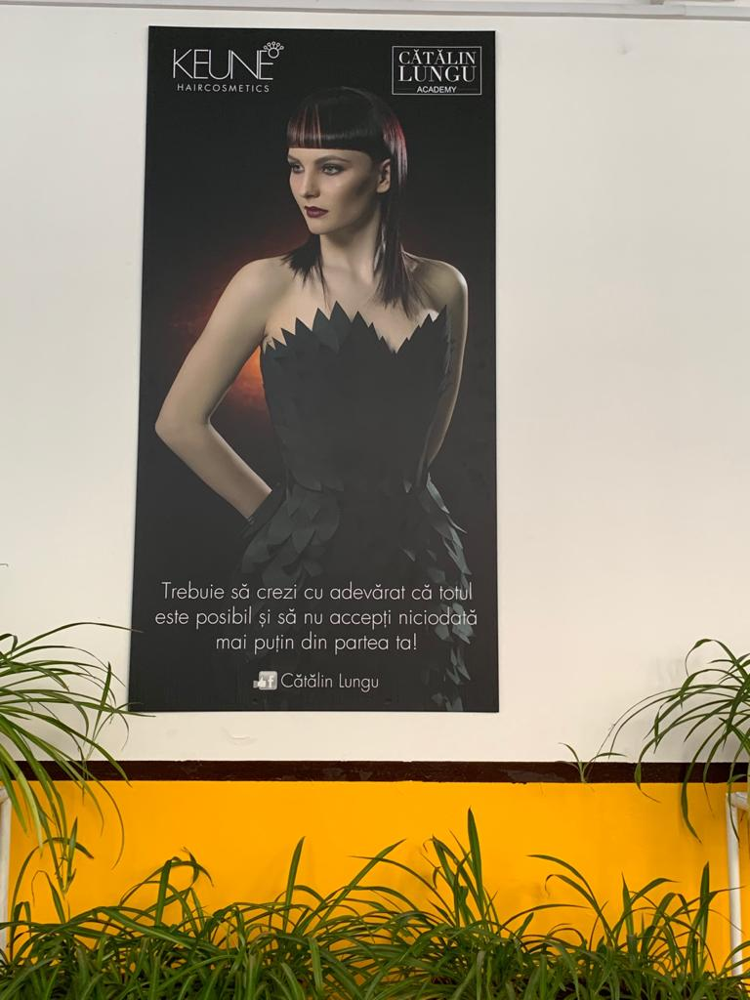 KEUNE
HAIRCOSMETICS
CĂTĂLIN
LUNGU
ACADEMY
Trebuie să crezi cu adevărat că totul
este posibil și să nu accepți niciodată
mai puțin din partea ta!
f Cătălin Lungu